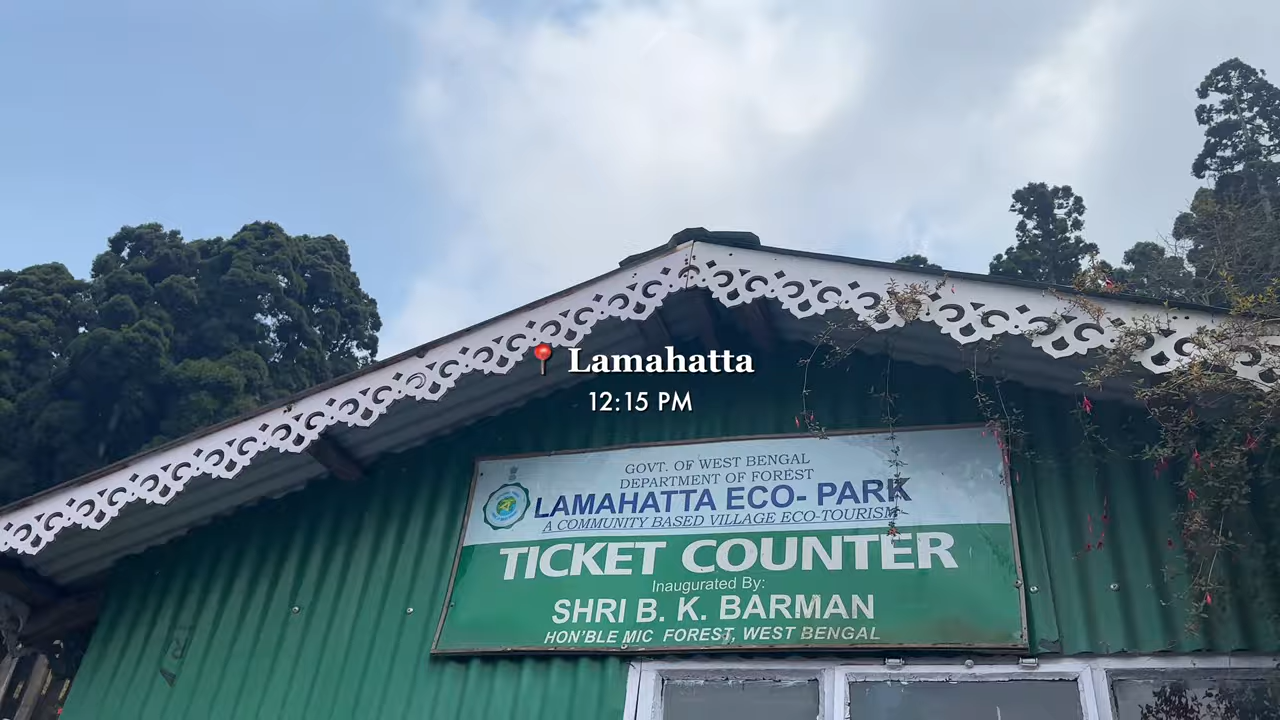 Lamahatta
12:15 PM
GOVT. OF WEST BENGAL
DEPARTMENT OF FOREST
LAMAHATTA ECO- PARK
A COMMUNITY BASED VILLAGE ECO-TOURISM
TICKET COUNTER
Inaugurated By:
SHRI B. K. BARMAN
HON'BLE MIC FOREST, WEST BENGAL